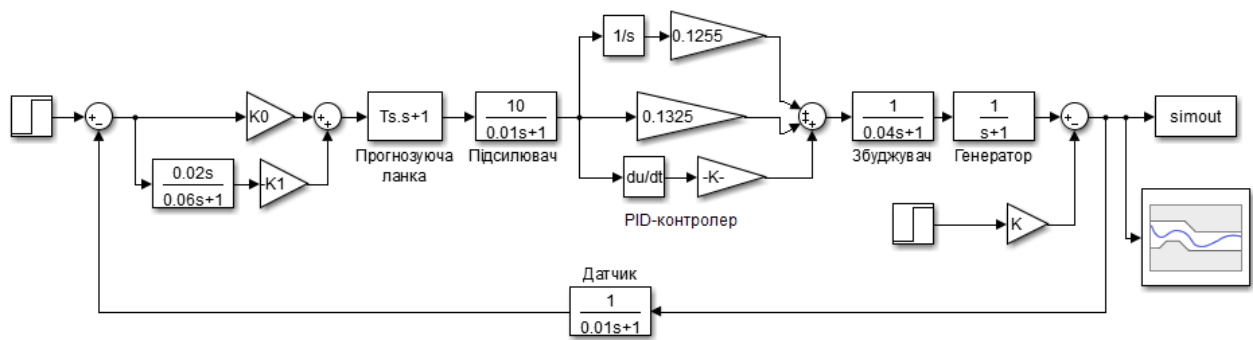 1/s
0.1255
K0
Ts.s+1
10
0.01s+1
0.1325
1
0.04s+1
1
s+1
simout
Прогнозуюча
ланка
Підсилювач
Збуджувач
Генератор
0.02s
0.06s+1
-K1
du/dt
-K-
PID-контролер
K
Датчик
1
0.01s+1